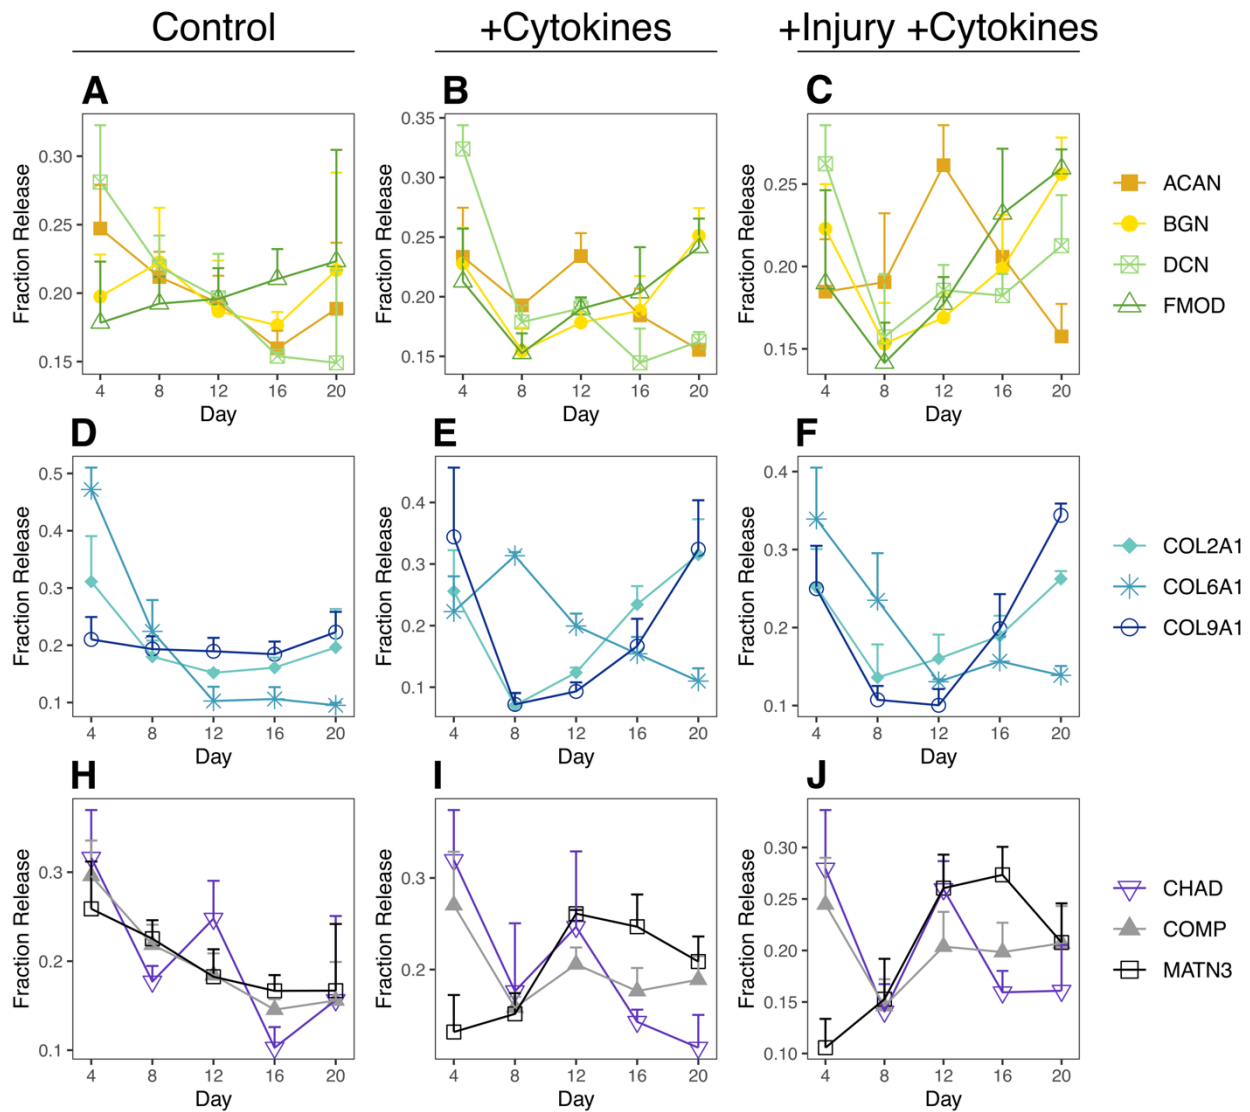 Control +Cytokines +Injury +Cytokines
A B C
Fraction Release Fraction Release Fraction Release
0.30 0.25 0.20 0.15
0.35 0.30 0.25 0.20 0.15
0.25 0.20 0.15
4 8 12 16 20 4 8 12 16 20 4 8 12 16 20
Day Day Day
ACAN
BGN
DCN
FMOD
D E F
Fraction Release Fraction Release Fraction Release
0.5 0.4 0.3 0.2 0.1
0.4 0.3 0.2 0.1
0.4 0.3 0.2 0.1
4 8 12 16 20 4 8 12 16 20 4 8 12 16 20
Day Day Day
COL2A1
COL6A1
COL9A1
H I J
Fraction Release Fraction Release Fraction Release
0.3 0.2 0.1
0.3 0.2
0.30 0.25 0.20 0.15 0.10
4 8 12 16 20 4 8 12 16 20 4 8 12 16 20
Day Day Day
CHAD
COMP
MATN3